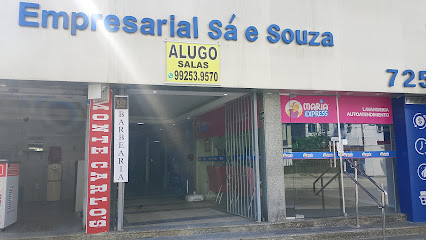 Empresarial Sá e Souza
ALUGO
SALAS
99253.9570
725
MONTE CARLOS
BARBEARIA
MARIA
EXPRESS
LAVANDERIA
AUTOATENDIMENTO